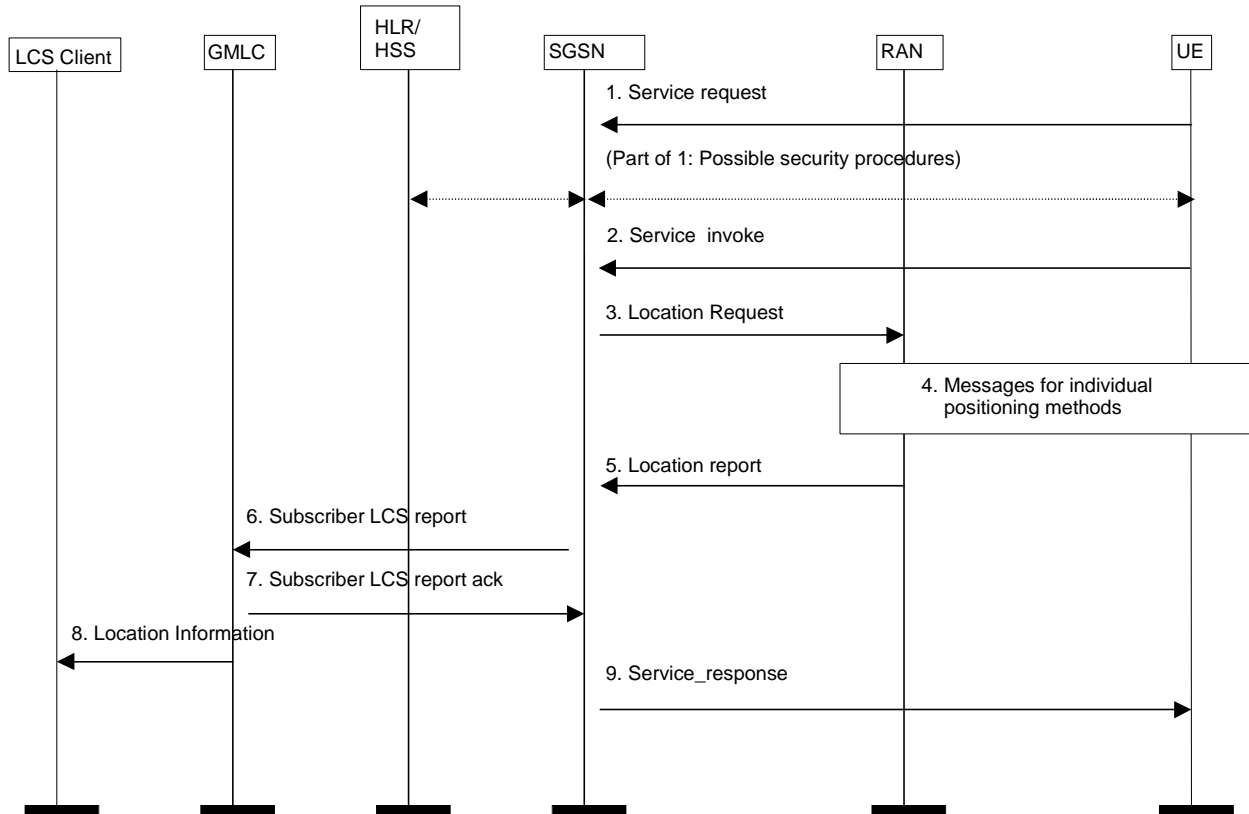 HLR/
HSS
LCS Client
GMLC
SGSN
RAN
UE
1. Service request
(Part of 1: Possible security procedures)
2. Service  invoke
3. Location Request
4. Messages for individual
positioning methods
5. Location report
6. Subscriber LCS report
7. Subscriber LCS report ack
8. Location Information
9. Service_response